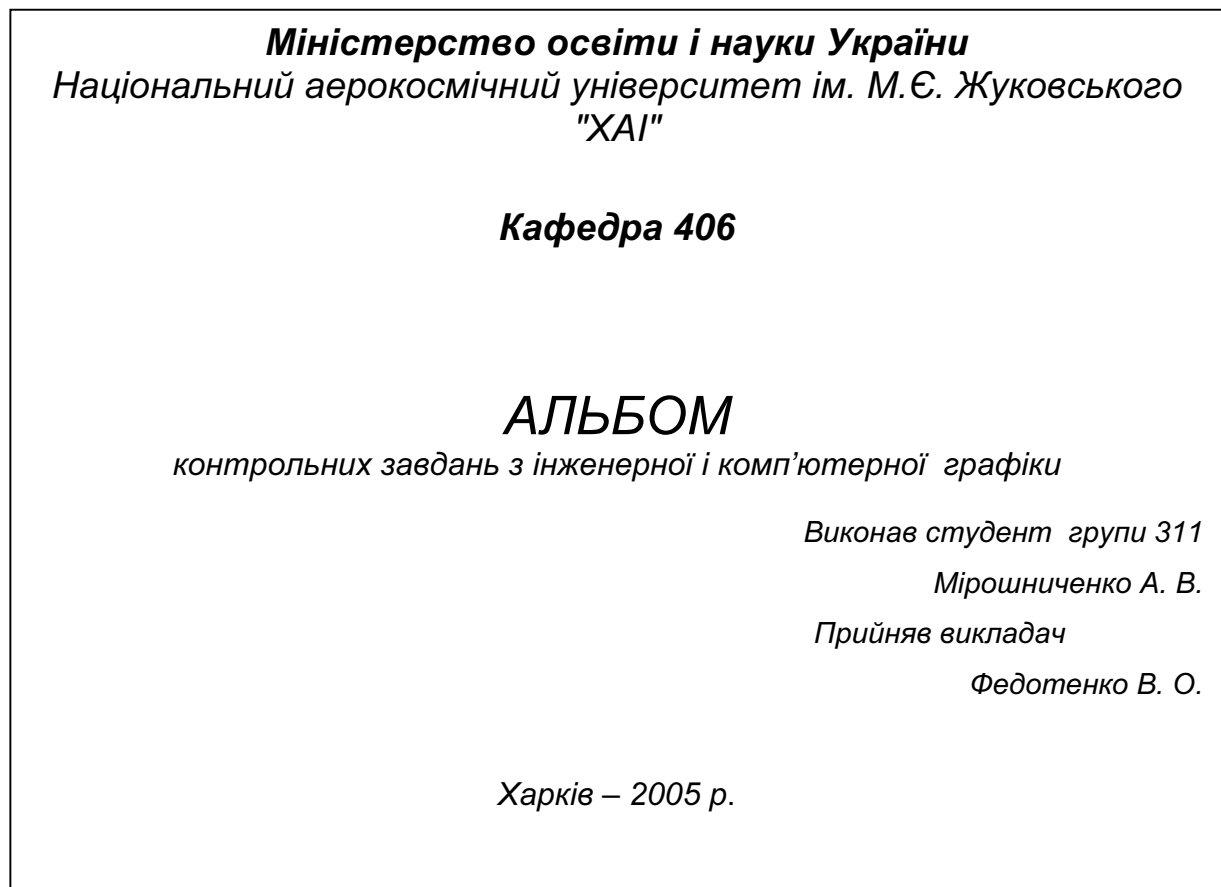 Міністерство освіти і науки України
Національний аерокосмічний університет ім. М.Є. Жуковського
"ХАІ"
Кафедра 406
АЛЬБОМ
контрольних завдань з інженерної і комп’ютерної графіки
Виконав студент групи 311
Мірошниченко А. В.
Прийняв викладач
Федотенко В. О.
Харків – 2005 р.